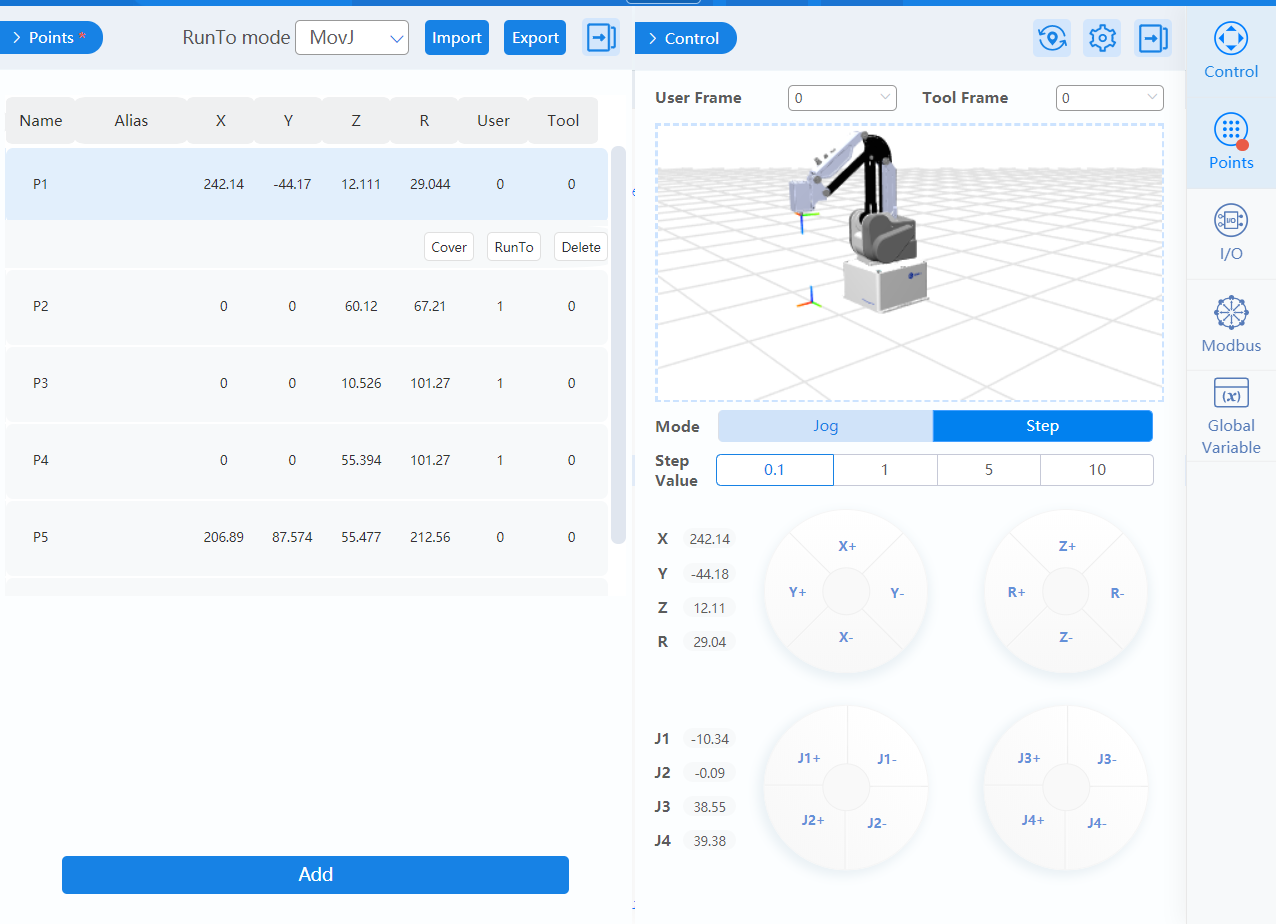 Points *
RunTo mode MovJ Import Export
Name Alias X Y Z R User Tool
P1 242.14 -44.17 12.111 29.044 0 0
Cover RunTo Delete
P2 0 0 60.12 67.21 1 0
P3 0 0 10.526 101.27 1 0
P4 0 0 55.394 101.27 1 0
P5 206.89 87.574 55.477 212.56 0 0
Add
Control
User Frame 0 Tool Frame 0
Mode Jog Step
Step
Value
0.1 1 5 10
X 242.14
Y -44.18
Z 12.11
R 29.04
X+
Y+ Y-
X-
Z+
R+ R-
Z-
J1 -10.34
J2 -0.09
J3 38.55
J4 39.38
J1+ J1-
J2+ J2-
J3+ J3-
J4+ J4-
Control
Points
I/O
I/O
Modbus
(x)
Global
Variable